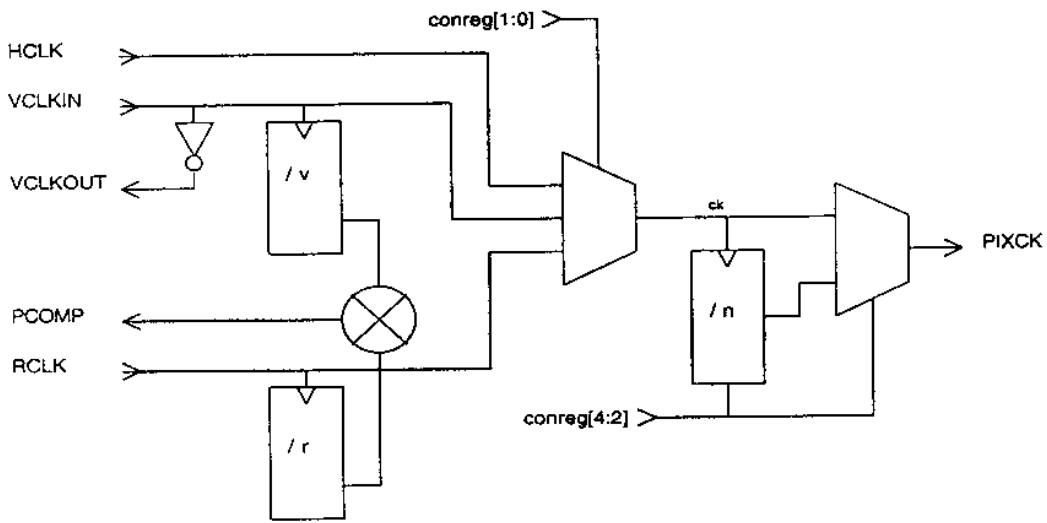 conreg[1:0]
HCLK
VCLKIN
/ v
VCLKOUT
ck
PIXCK
/ n
PCOMP
RCLK
conreg[4:2]
/ r